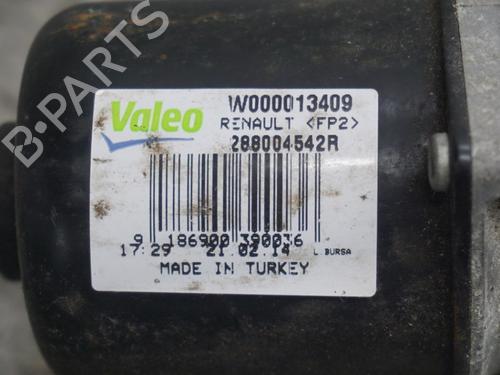 Valeo
W000013409
RENAULT <FP2>
288004542R
9 186900 390036
17:29 21.02.14 L. BURSA
MADE IN TURKEY
B-PARTS